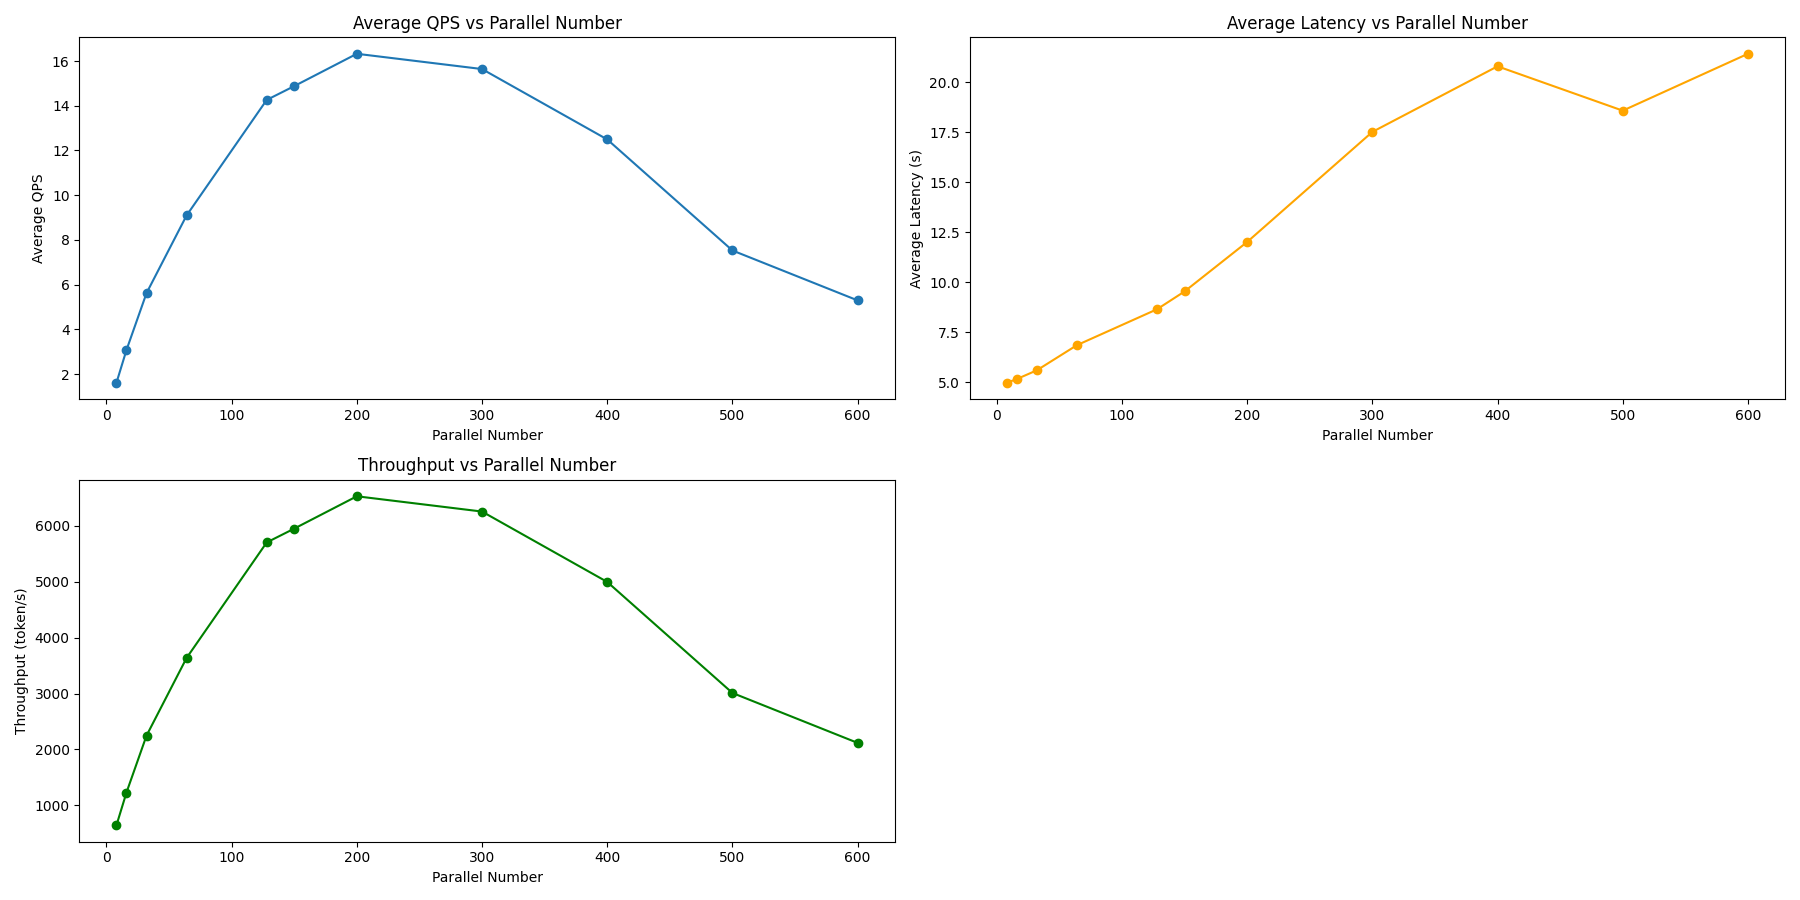 Average QPS vs Parallel Number
Average QPS
16
14
12
10
8
6
4
2
0 100 200 300 400 500 600
Parallel Number
Average Latency vs Parallel Number
Average Latency (s)
20.0
17.5
15.0
12.5
10.0
7.5
5.0
0 100 200 300 400 500 600
Parallel Number
Throughput vs Parallel Number
Throughput (token/s)
6000
5000
4000
3000
2000
1000
0 100 200 300 400 500 600
Parallel Number